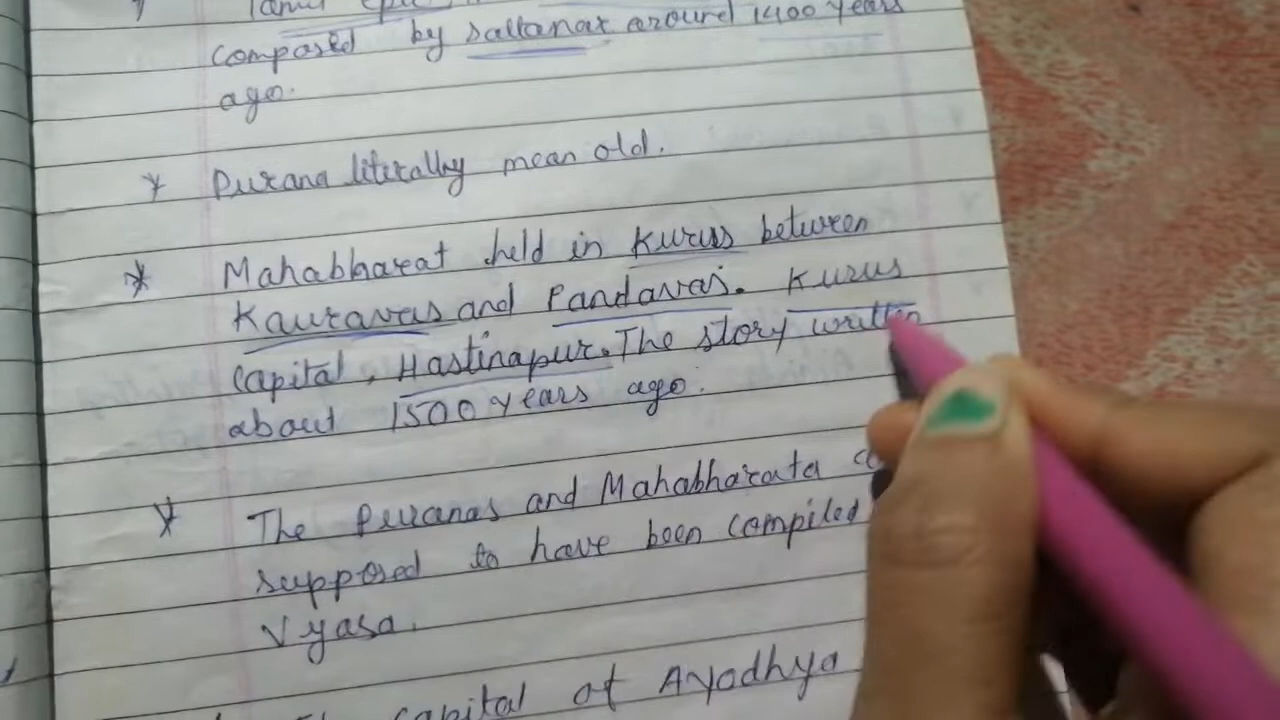 Tamil epic
composed by Sattanar around 1400 years
ago.
Purana literally mean old.
Mahabharat held in Kurus between
Kauravas and Pandavas. Kurus
capital, Hastinapur. The story written
about 1500 years ago.
The Puranas and Mahabharata
supposed to have been compiled
Vyasa.
capital of Ayodhya